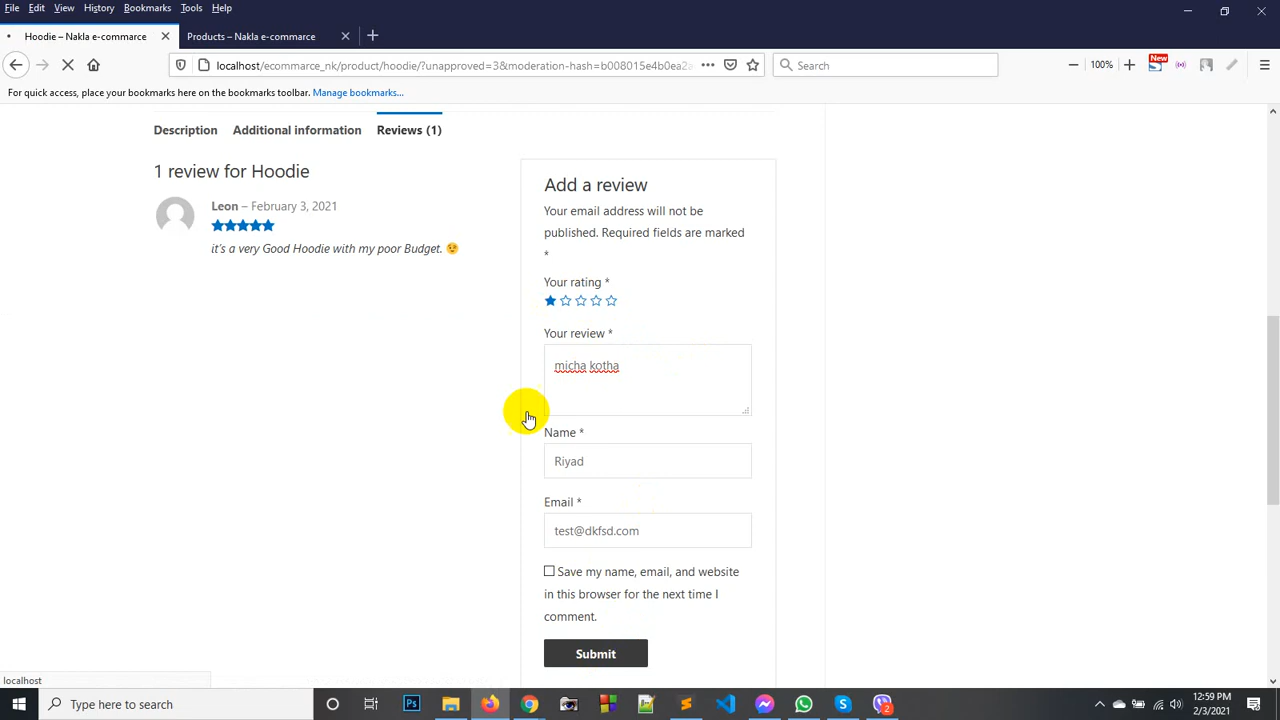 File Edit View History Bookmarks Tools Help
Hoodie – Nakla e-commarce
Products – Nakla e-commarce
localhost/ecommarce_nk/product/hoodie/?unapproved=3&moderation-hash=b008015e4b0ea2a
Search
100%
New
For quick access, place your bookmarks here on the bookmarks toolbar. Manage bookmarks...
Description Additional information Reviews (1)
1 review for Hoodie
Leon – February 3, 2021
it's a very Good Hoodie with my poor Budget. 😉
Add a review
Your email address will not be
published. Required fields are marked
*
Your rating *
Your review *
micha kotha
Name *
Riyad
Email *
test@dkfsd.com
Save my name, email, and website
in this browser for the next time I
comment.
Submit
localhost
Type here to search
Ps
2
12:59 PM
2/3/2021